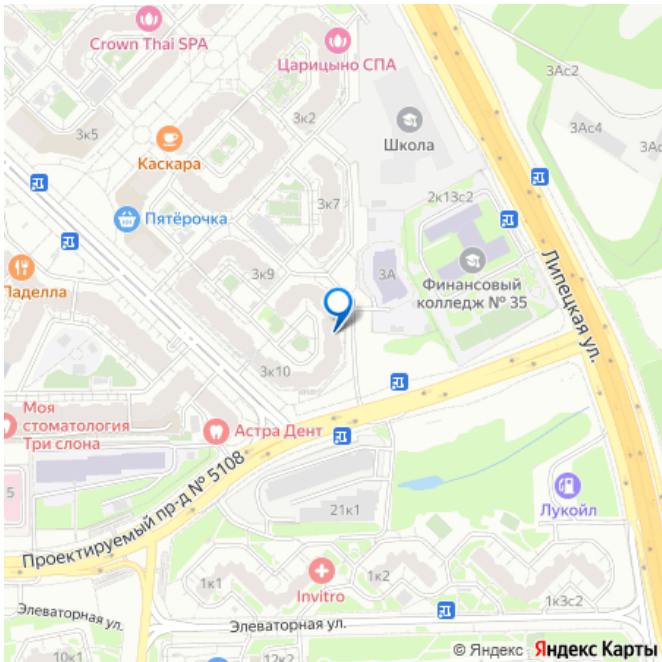 Crown Thai SPA
Царицыно СПА
3Ас2
3к5
3к2
3Ас4
Школа
3Ас
Каскара
2к13с2
3к7
Пятёрочка
Липецкая ул.
3к9
3А
Финансовый
колледж № 35
Паделла
3к10
Моя
стоматология
Три слона
Астра Дент
5
21к1
Лукойл
Проектируемый пр-д № 5108
1к1
1к2
Invitro
1к3с2
Элеваторная ул.
Элеваторная ул.
10к1
12к2
© Яндекс Яндекс Карты